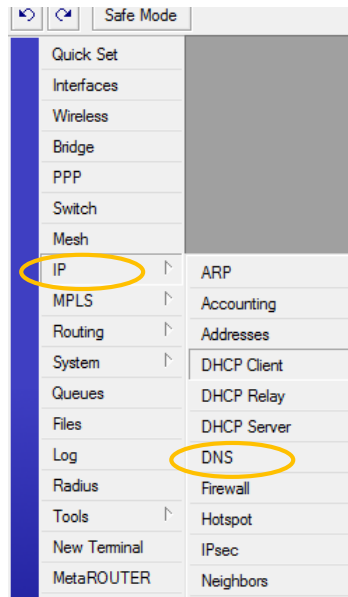 Safe Mode
Quick Set
Interfaces
Wireless
Bridge
PPP
Switch
Mesh
IP
MPLS
Routing
System
Queues
Files
Log
Radius
Tools
New Terminal
MetaROUTER
ARP
Accounting
Addresses
DHCP Client
DHCP Relay
DHCP Server
DNS
Firewall
Hotspot
IPsec
Neighbors